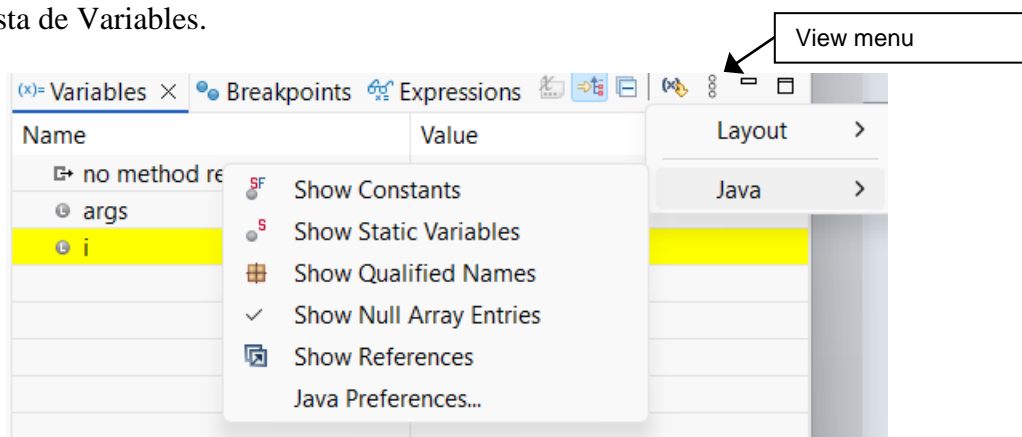 sta de Variables.
View menu
(x)= Variables × Breakpoints Expressions
Name Value
Layout >
no method re
Java >
args
i
SF Show Constants
S Show Static Variables
Show Qualified Names
✓ Show Null Array Entries
Show References
Java Preferences...